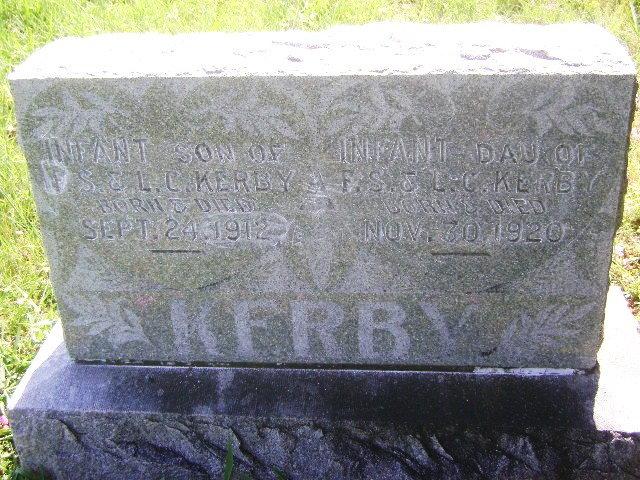 INFANT SON OF
F. S. & L. C. KERBY
BORN & DIED
SEPT. 24, 1912
INFANT DAU. OF
F. S. & L. C. KERBY
BORN & DIED
NOV. 30, 1920
KERBY